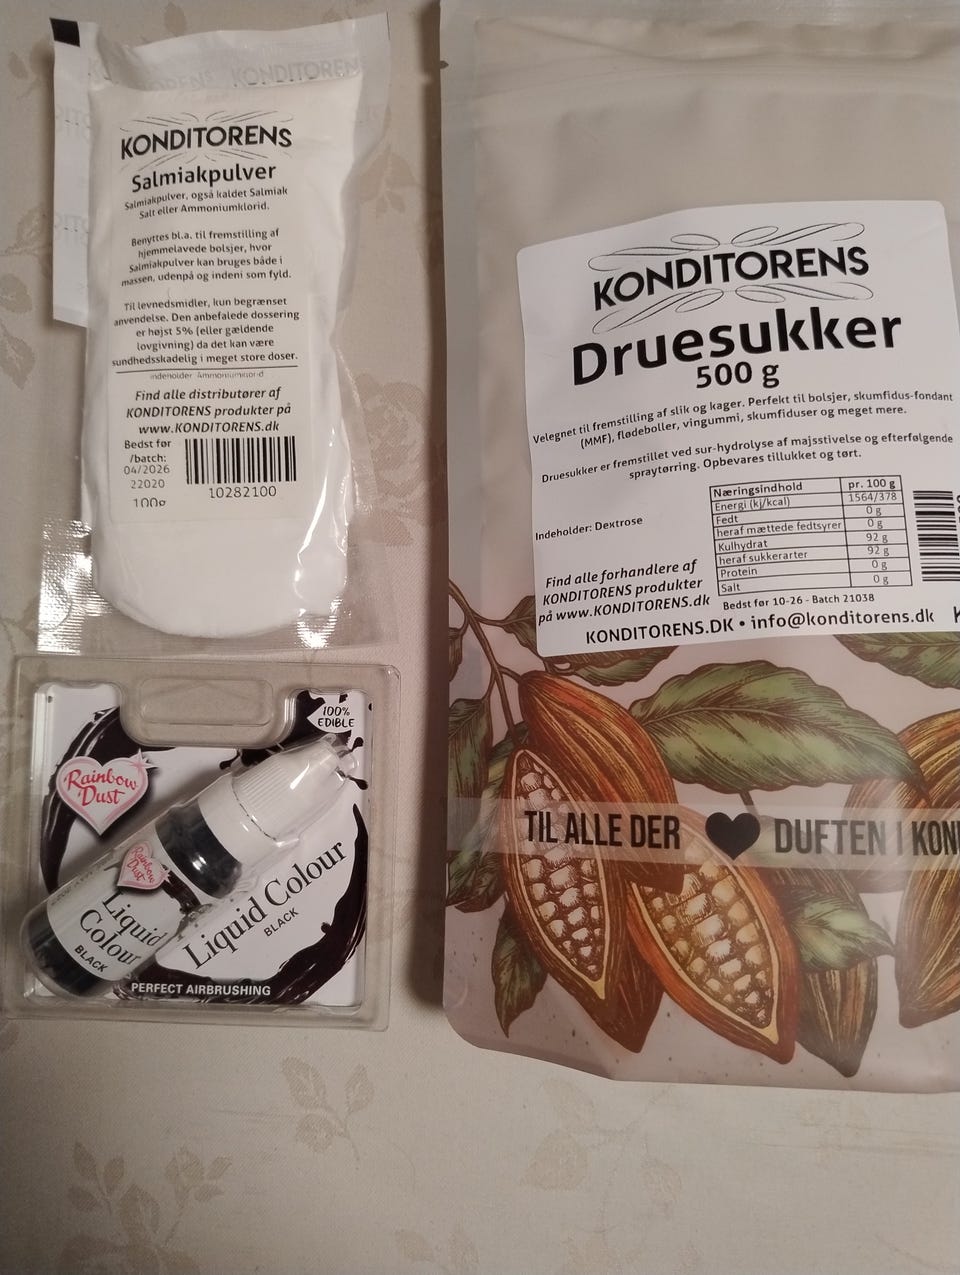 KONDITORENS
KONDITORENS
Salmiakpulver
Salmiakpulver, også kaldet Salmiak
Salt eller Ammoniumklorid.
Benyttes bl.a. til fremstilling af
hjemmelavede bolsjer, hvor
Salmiakpulver kan bruges både i
massen, udenpå og indeni som fyld.
Til levnedsmidler, kun begrænset
anvendelse. Den anbefalede dossering
er højst 5% (eller gældende
lovgivning) da det kan være
sundhedsskadelig i meget store doser.
Indeholder: Ammoniumklorid
Find alle distributører af
KONDITORENS produkter på
www.KONDITORENS.dk
Bedst før
/batch:
04/2026
22020
100g
10282100
KONDITORENS
Druesukker
500 g
Velegnet til fremstilling af slik og kager. Perfekt til bolsjer, skumfidus-fondant
(MMF), flødeboller, vingummi, skumfiduser og meget mere.
Druesukker er fremstillet ved sur-hydrolyse af majsstivelse og efterfølgende
spraytørring. Opbevares tillukket og tørt.
Indeholder: Dextrose
Næringsindhold pr. 100 g
Energi (kj/kcal) 1564/378
Fedt 0 g
heraf mættede fedtsyrer 0 g
Kulhydrat 92 g
heraf sukkerarter 92 g
Protein 0 g
Salt 0 g
Find alle forhandlere af
KONDITORENS produkter
på www.KONDITORENS.dk
Bedst før 10-26 - Batch 21038
KONDITORENS.DK • info@konditorens.dk
TIL ALLE DER DUFTEN I KON
100%
EDIBLE
Rainbow
Dust
Rainbow
Dust
Liquid
Colour
BLACK
Liquid Colour
BLACK
PERFECT AIRBRUSHING